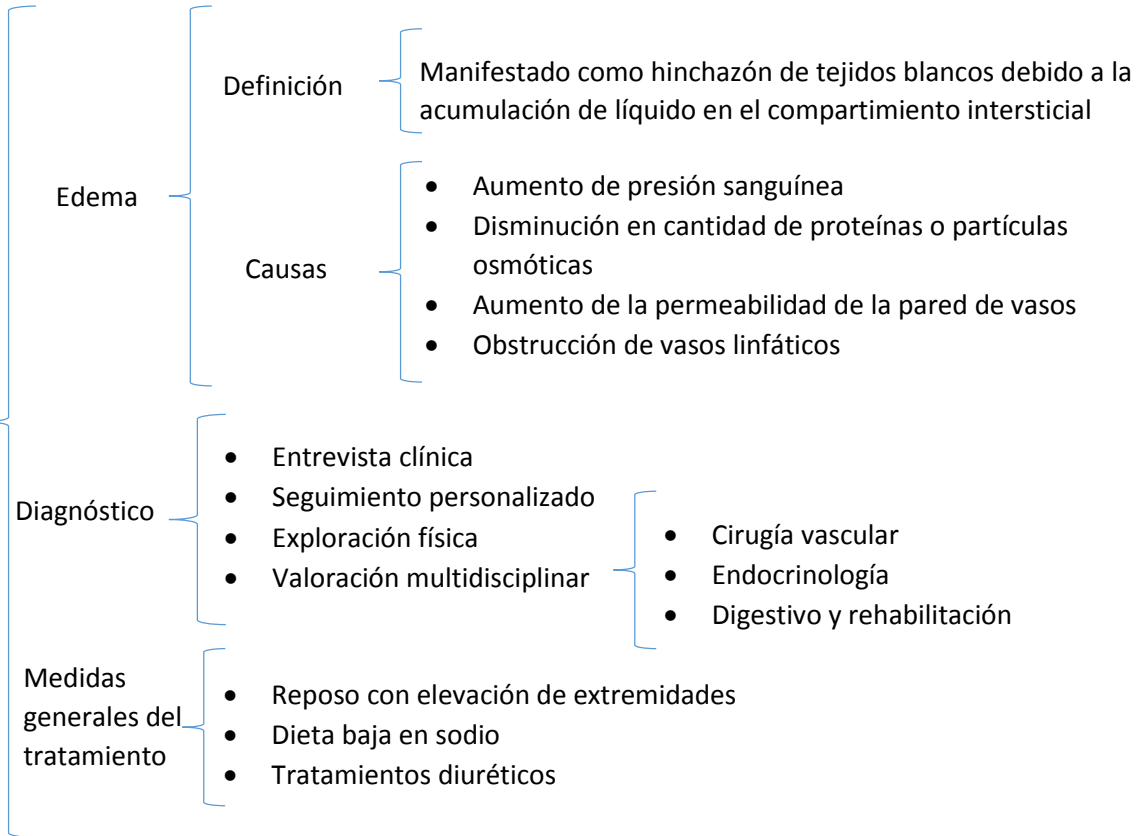 Edema
Definición
Manifestado como hinchazón de tejidos blancos debido a la
acumulación de líquido en el compartimiento intersticial
Causas
• Aumento de presión sanguínea
• Disminución en cantidad de proteínas o partículas
osmóticas
• Aumento de la permeabilidad de la pared de vasos
• Obstrucción de vasos linfáticos
Diagnóstico
• Entrevista clínica
• Seguimiento personalizado
• Exploración física
• Valoración multidisciplinar
• Cirugía vascular
• Endocrinología
• Digestivo y rehabilitación
Medidas
generales del
tratamiento
• Reposo con elevación de extremidades
• Dieta baja en sodio
• Tratamientos diuréticos